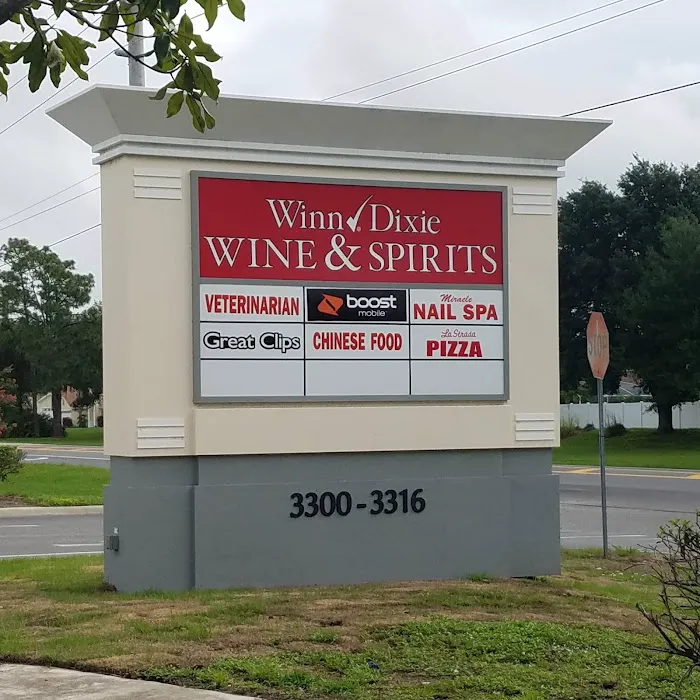 Winn✓Dixie
WINE & SPIRITS
VETERINARIAN
boost
mobile
Miracle
NAIL SPA
Great Clips
CHINESE FOOD
La Strada
PIZZA
3300-3316
STOP